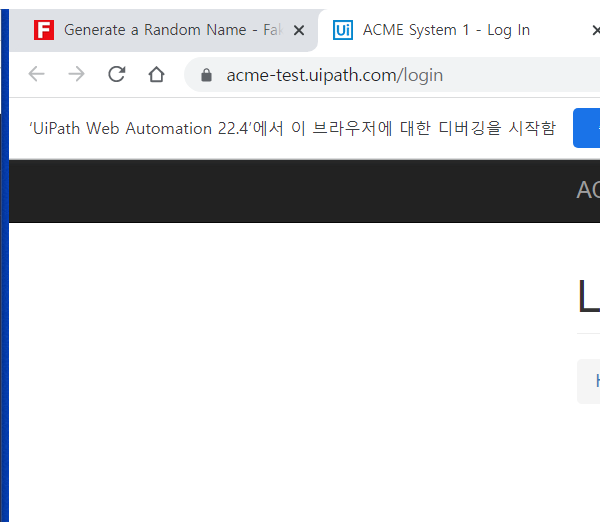 Generate a Random Name - Fak
ACME System 1 - Log In
acme-test.uipath.com/login
'UiPath Web Automation 22.4'에서 이 브라우저에 대한 디버깅을 시작함
AC
L